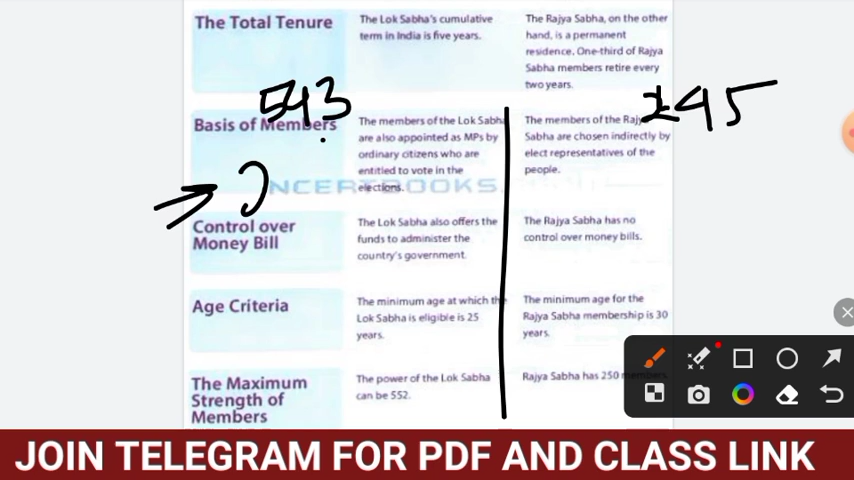 The Total Tenure
The Lok Sabha's cumulative
term in India is five years.
The Rajya Sabha, on the other
hand, is a permanent
residence. One-third of Rajya
Sabha members retire every
two years.
543
245
Basis of Members
The members of the Lok Sabha
are also appointed as MPs by
ordinary citizens who are
entitled to vote in the
elections.
The members of the Raj
Sabha are chosen indirectly by
elect representatives of the
people.
NCERTBOOKS.
Control over
Money Bill
The Lok Sabha also offers the
funds to administer the
country's government.
The Rajya Sabha has no
control over money bills.
Age Criteria
The minimum age at which the
Lok Sabha is eligible is 25
years.
The minimum age for the
Rajya Sabha membership is 30
years.
The Maximum
Strength of
Members
The power of the Lok Sabha
can be 552.
Rajya Sabha has 250 members.
JOIN TELEGRAM FOR PDF AND CLASS LINK